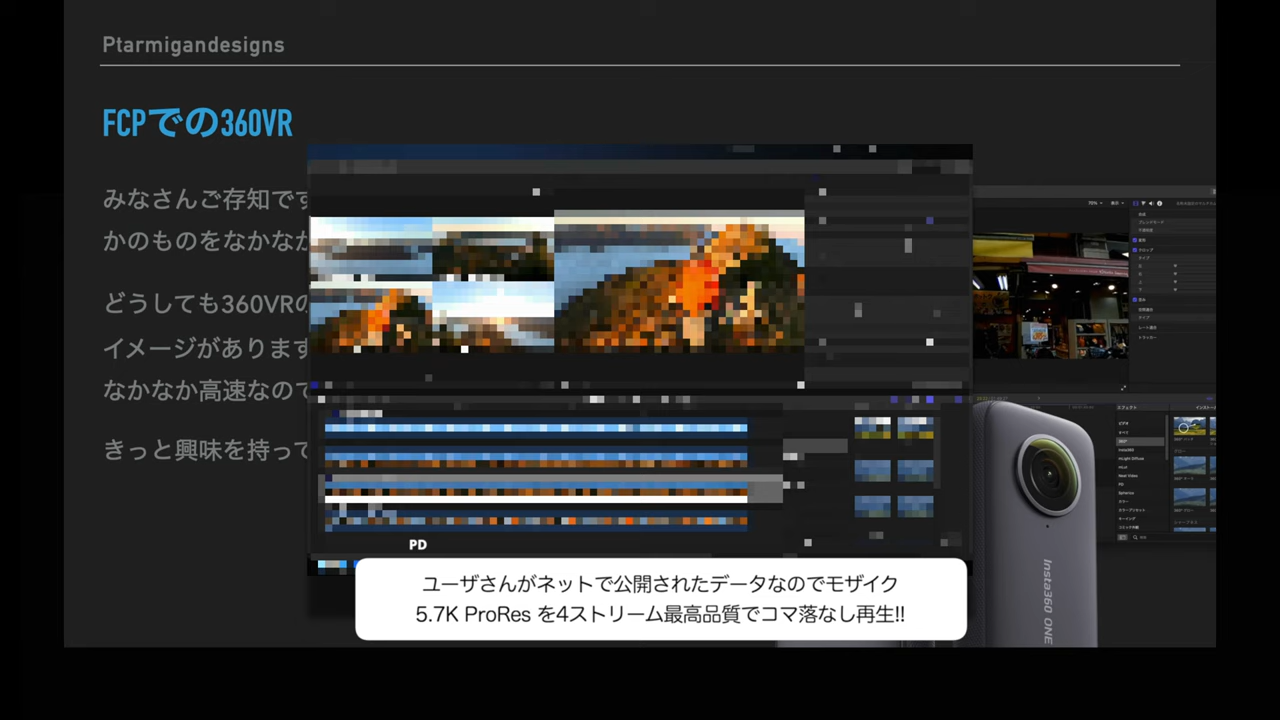 Ptarmigandesigns
FCPでの360VR
みなさんご存知です
かのものをなかなか
どうしても360VRの
イメージがあります
なかなか高速なので
きっと興味を持って
PD
ユーザさんがネットで公開されたデータなのでモザイク
5.7K ProRes を4ストリーム最高品質でコマ落なし再生!!
Insta360 ONE